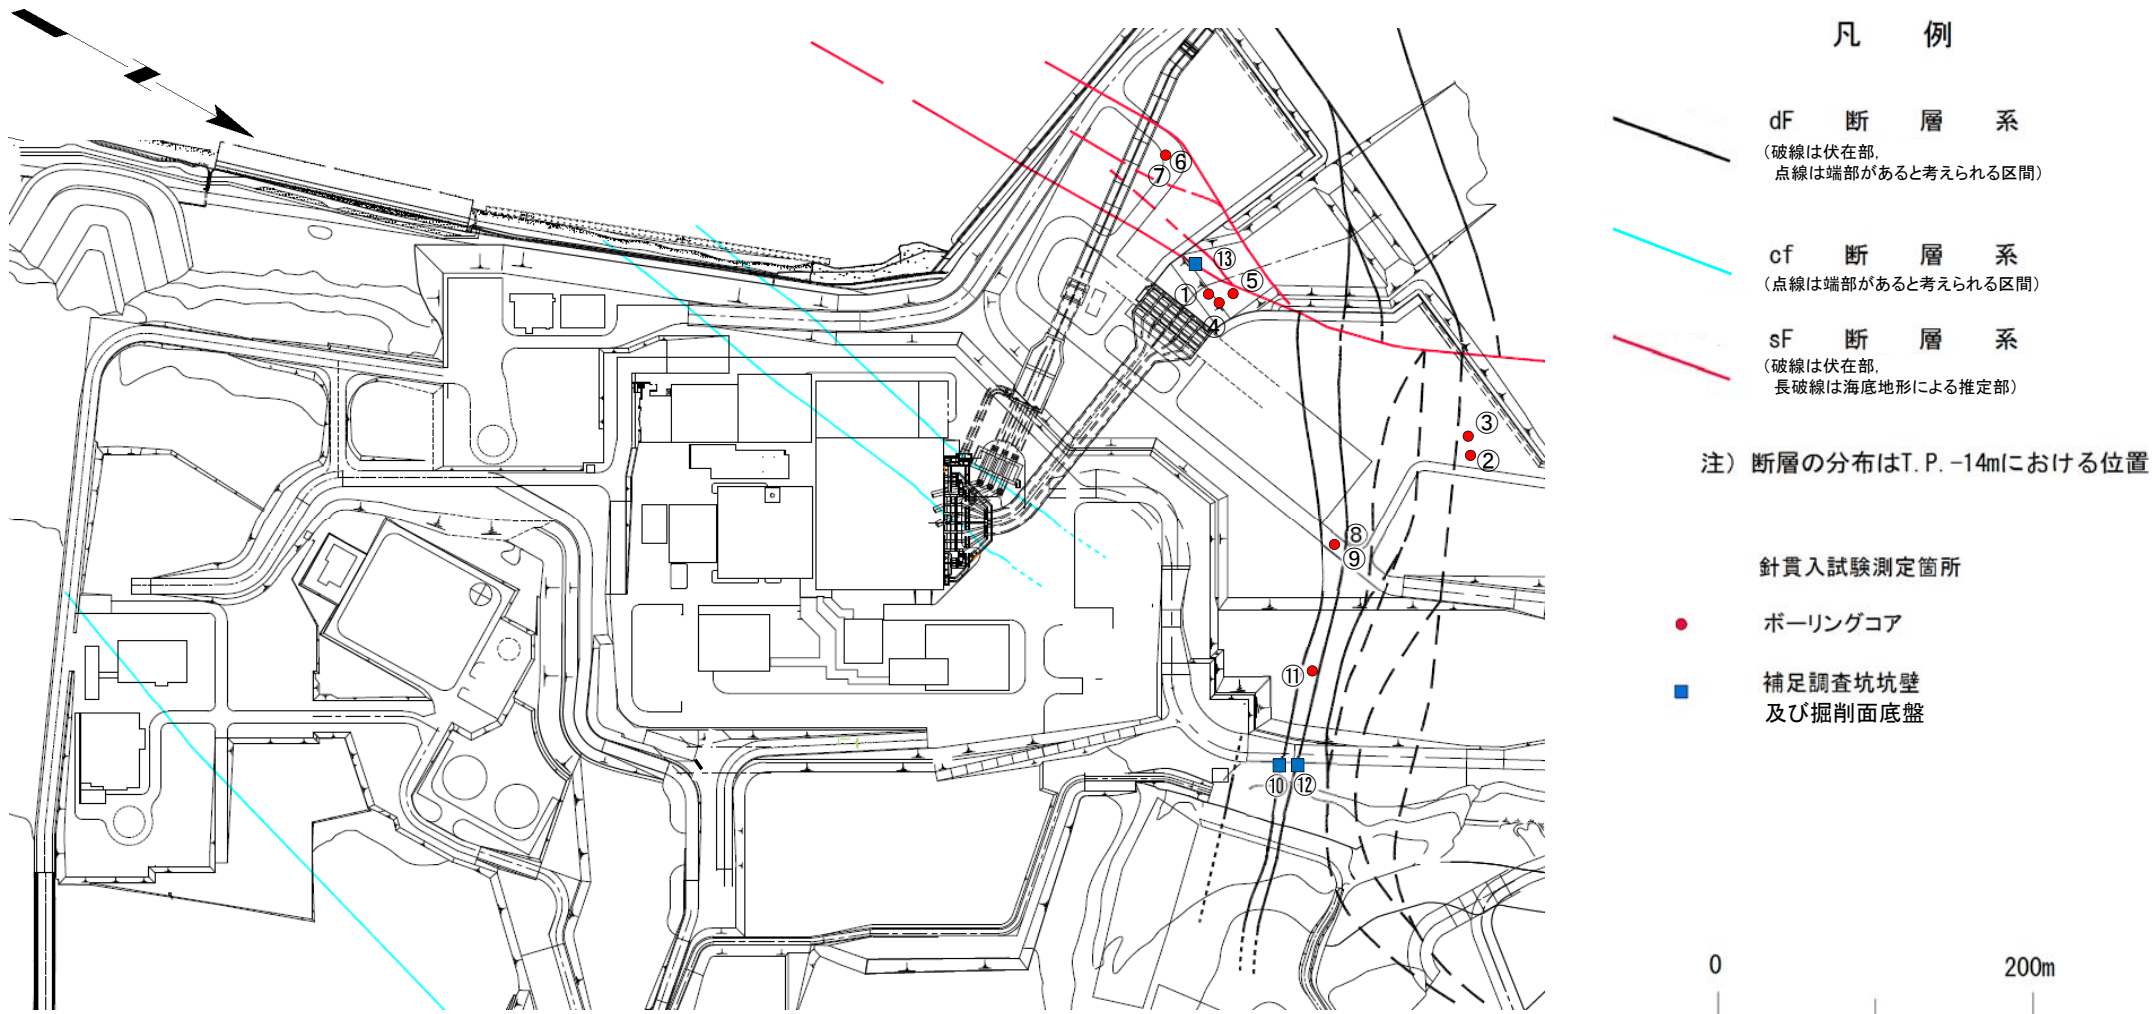 凡 例
dF 断 層 系
(破線は伏在部,
点線は端部があると考えられる区間)
cf 断 層 系
(点線は端部があると考えられる区間)
sF 断 層 系
(破線は伏在部,
長破線は海底地形による推定部)
注) 断層の分布はT.P.-14mにおける位置
針貫入試験測定箇所
ボーリングコア
補足調査坑坑壁
及び掘削面底盤
0 200m
⑥
⑦
⑬
⑤
①
④
③
②
⑧
⑨
⑪
⑩ ⑫